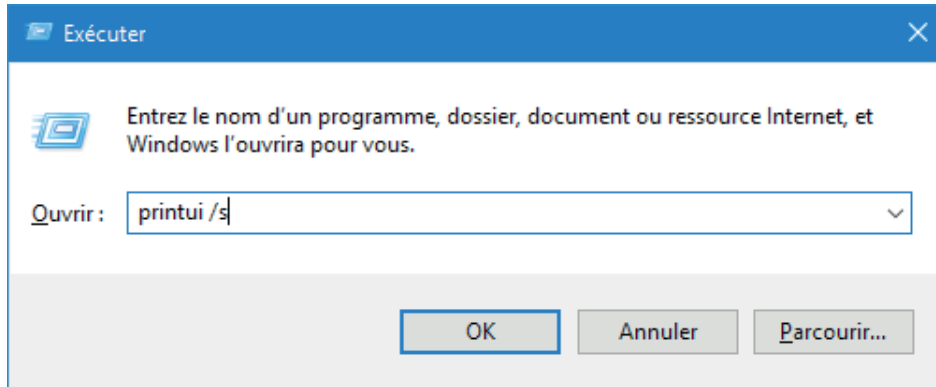 Exécuter
Entrez le nom d'un programme, dossier, document ou ressource Internet, et
Windows l'ouvrira pour vous.
Ouvrir : printui /s
OK Annuler Parcourir...